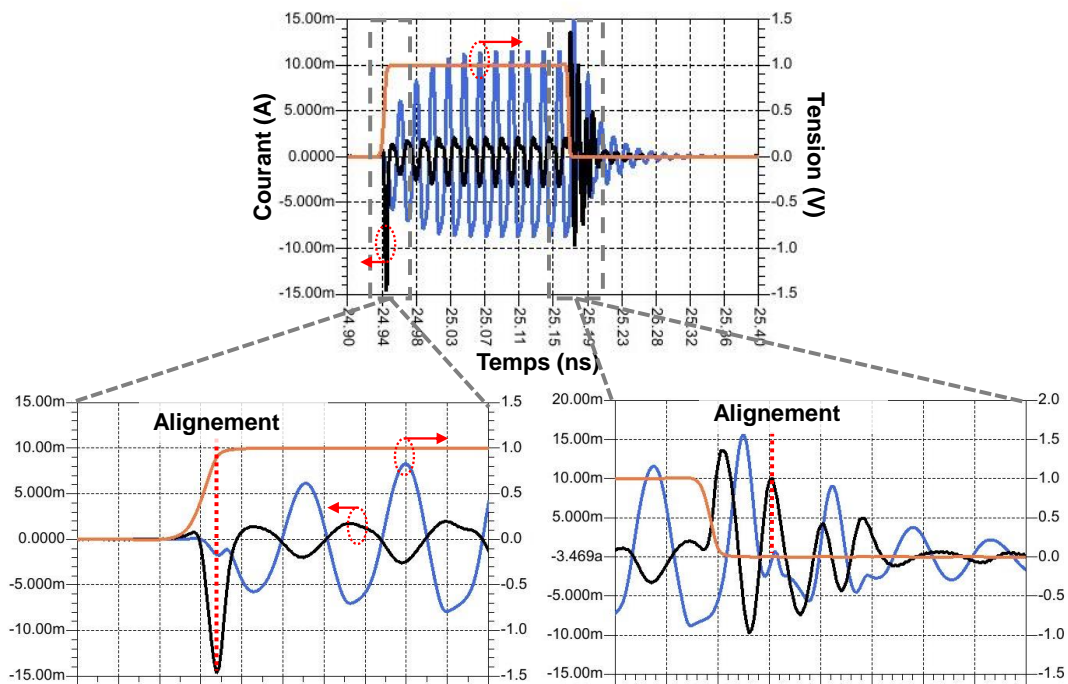 15.00m
10.00m
5.000m
0.0000
-5.000m
-10.00m
-15.00m
Courant (A)
1.5
1.0
0.5
0.0
0.5
1.0
-1.5
Tension (V)
24.90
24.94
24.98
25.03
25.07
25.11
25.15
25.19
25.23
25.28
25.32
25.36
25.40
Temps (ns)
15.00m
10.00m
5.000m
0.0000
-5.000m
-10.00m
-15.00m
Alignement
1.5
1.0
0.5
0.0
-0.5
-1.0
-1.5
20.00m
15.00m
10.00m
5.000m
-3.469a
-5.000m
-10.00m
-15.00m
Alignement
2.0
1.5
1.0
0.5
0.0
-0.5
-1.0
-1.5